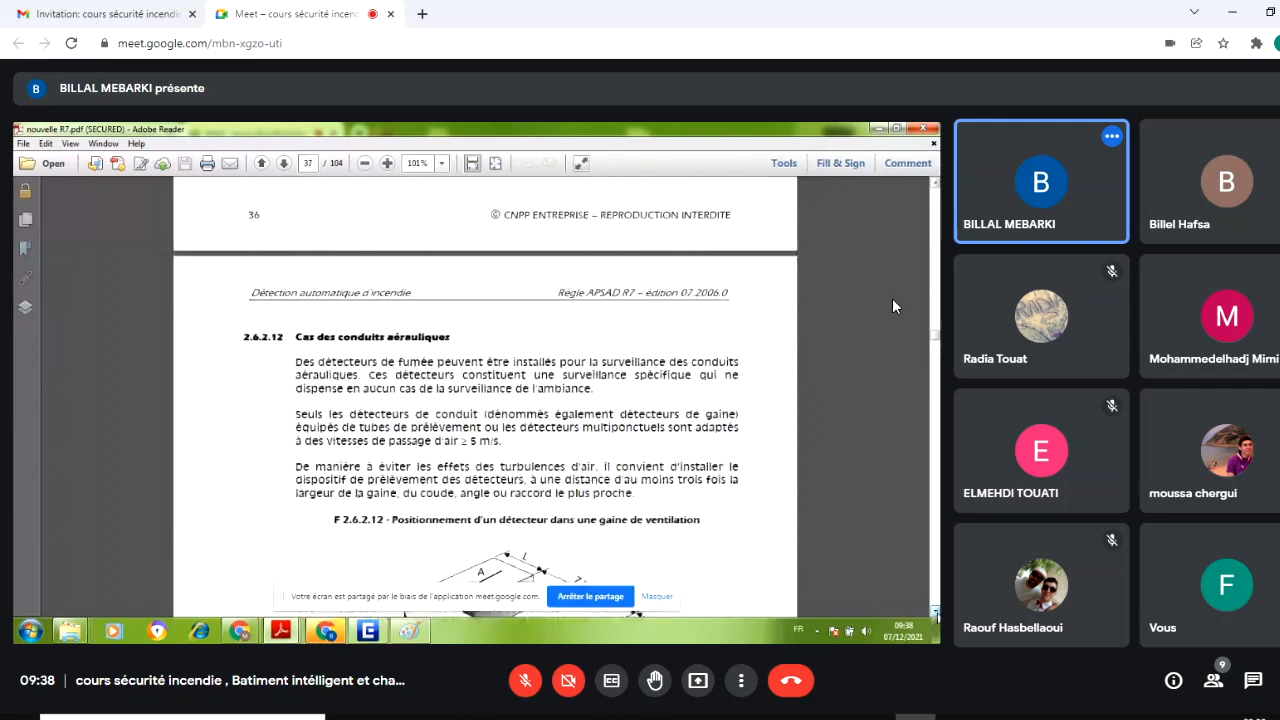 Invitation: cours sécurité incendie
Meet – cours sécurité incen
meet.google.com/mbn-xgzo-uti
B
BILLAL MEBARKI présente
nouvelle R7.pdf (SECURED) - Adobe Reader
File Edit View Window Help
Open 37 / 104 101% Tools Fill & Sign Comment
36 © CNPP ENTREPRISE – REPRODUCTION INTERDITE
Détection automatique d'incendie Règle APSAD R7 – édition 07.2006.0
2.6.2.12 Cas des conduits aérauliques
Des détecteurs de fumée peuvent être installés pour la surveillance des conduits
aérauliques. Ces détecteurs constituent une surveillance spécifique qui ne
dispense en aucun cas de la surveillance de l'ambiance.
Seuls les détecteurs de conduit (dénommés également détecteurs de gaine)
équipés de tubes de prélèvement ou les détecteurs multiponctuels sont adaptés
à des vitesses de passage d'air ≥ 5 m/s.
De manière à éviter les effets des turbulences d'air, il convient d'installer le
dispositif de prélèvement des détecteurs, à une distance d'au moins trois fois la
largeur de la gaine, du coude, angle ou raccord le plus proche.
F 2.6.2.12 - Positionnement d'un détecteur dans une gaine de ventilation
L
A
Votre écran est partagé par le biais de l'application meet.google.com.
Arrêter le partage
Masquer
FR
09:38
07/12/2021
B
BILLAL MEBARKI
B
Billel Hafsa
Radia Touat
M
Mohammedelhadj Mimi
E
ELMEHDI TOUATI
moussa chergui
Raouf Hasbellaoui
F
Vous
09:38 | cours sécurité incendie , Batiment intélligent et cha...
9